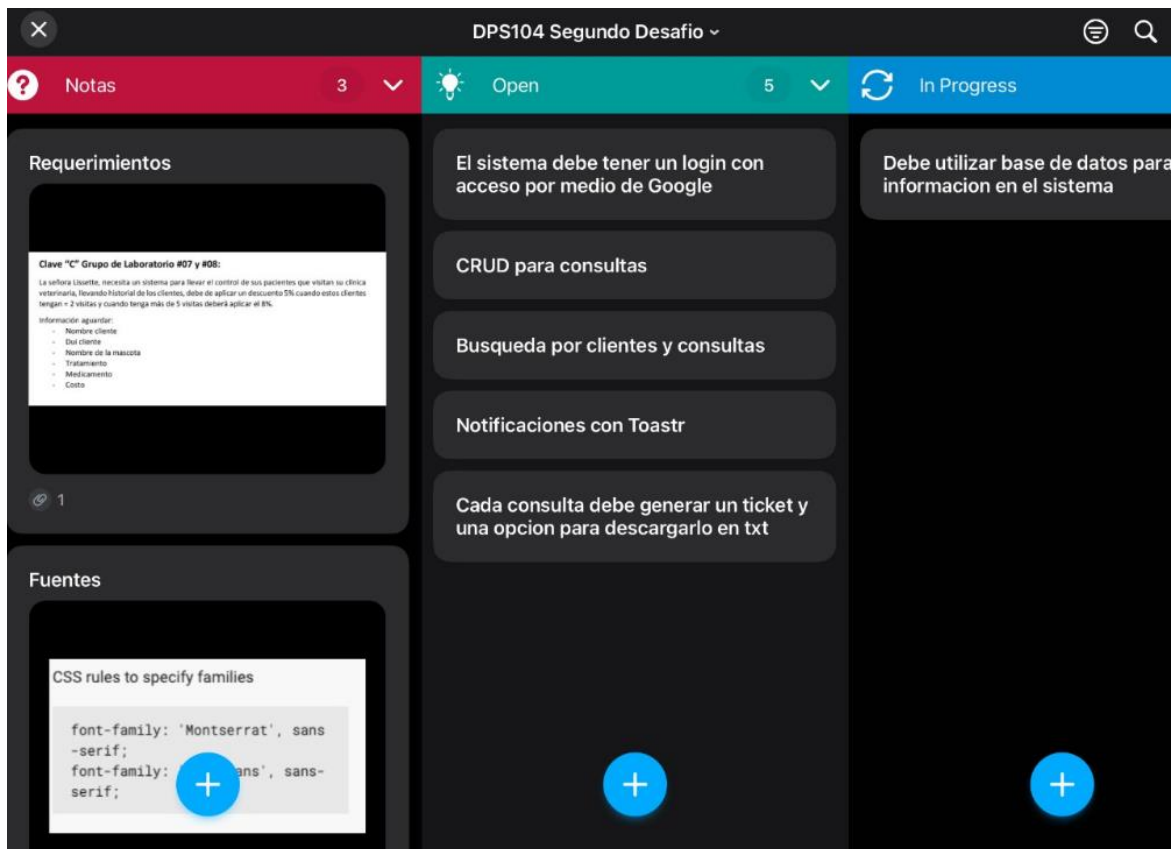 DPS104 Segundo Desafio
Notas
3
Requerimientos
Clave "C" Grupo de Laboratorio #07 y #08:
La señora Lissette, necesita un sistema para llevar el control de sus pacientes que visitan su clínica
veterinaria, llevando historial de los clientes, debe de aplicar un descuento 5% cuando estos clientes
tengan = 2 visitas y cuando tenga más de 5 visitas deberá aplicar el 8%.
Información aguardar:
- Nombre cliente
- Dui cliente
- Nombre de la mascota
- Tratamiento
- Medicamento
- Costo
1
Fuentes
CSS rules to specify families
font-family: 'Montserrat', sans
-serif;
font-family: ans', sans-
serif;
Open
5
El sistema debe tener un login con
acceso por medio de Google
CRUD para consultas
Busqueda por clientes y consultas
Notificaciones con Toastr
Cada consulta debe generar un ticket y
una opcion para descargarlo en txt
In Progress
Debe utilizar base de datos para
informacion en el sistema